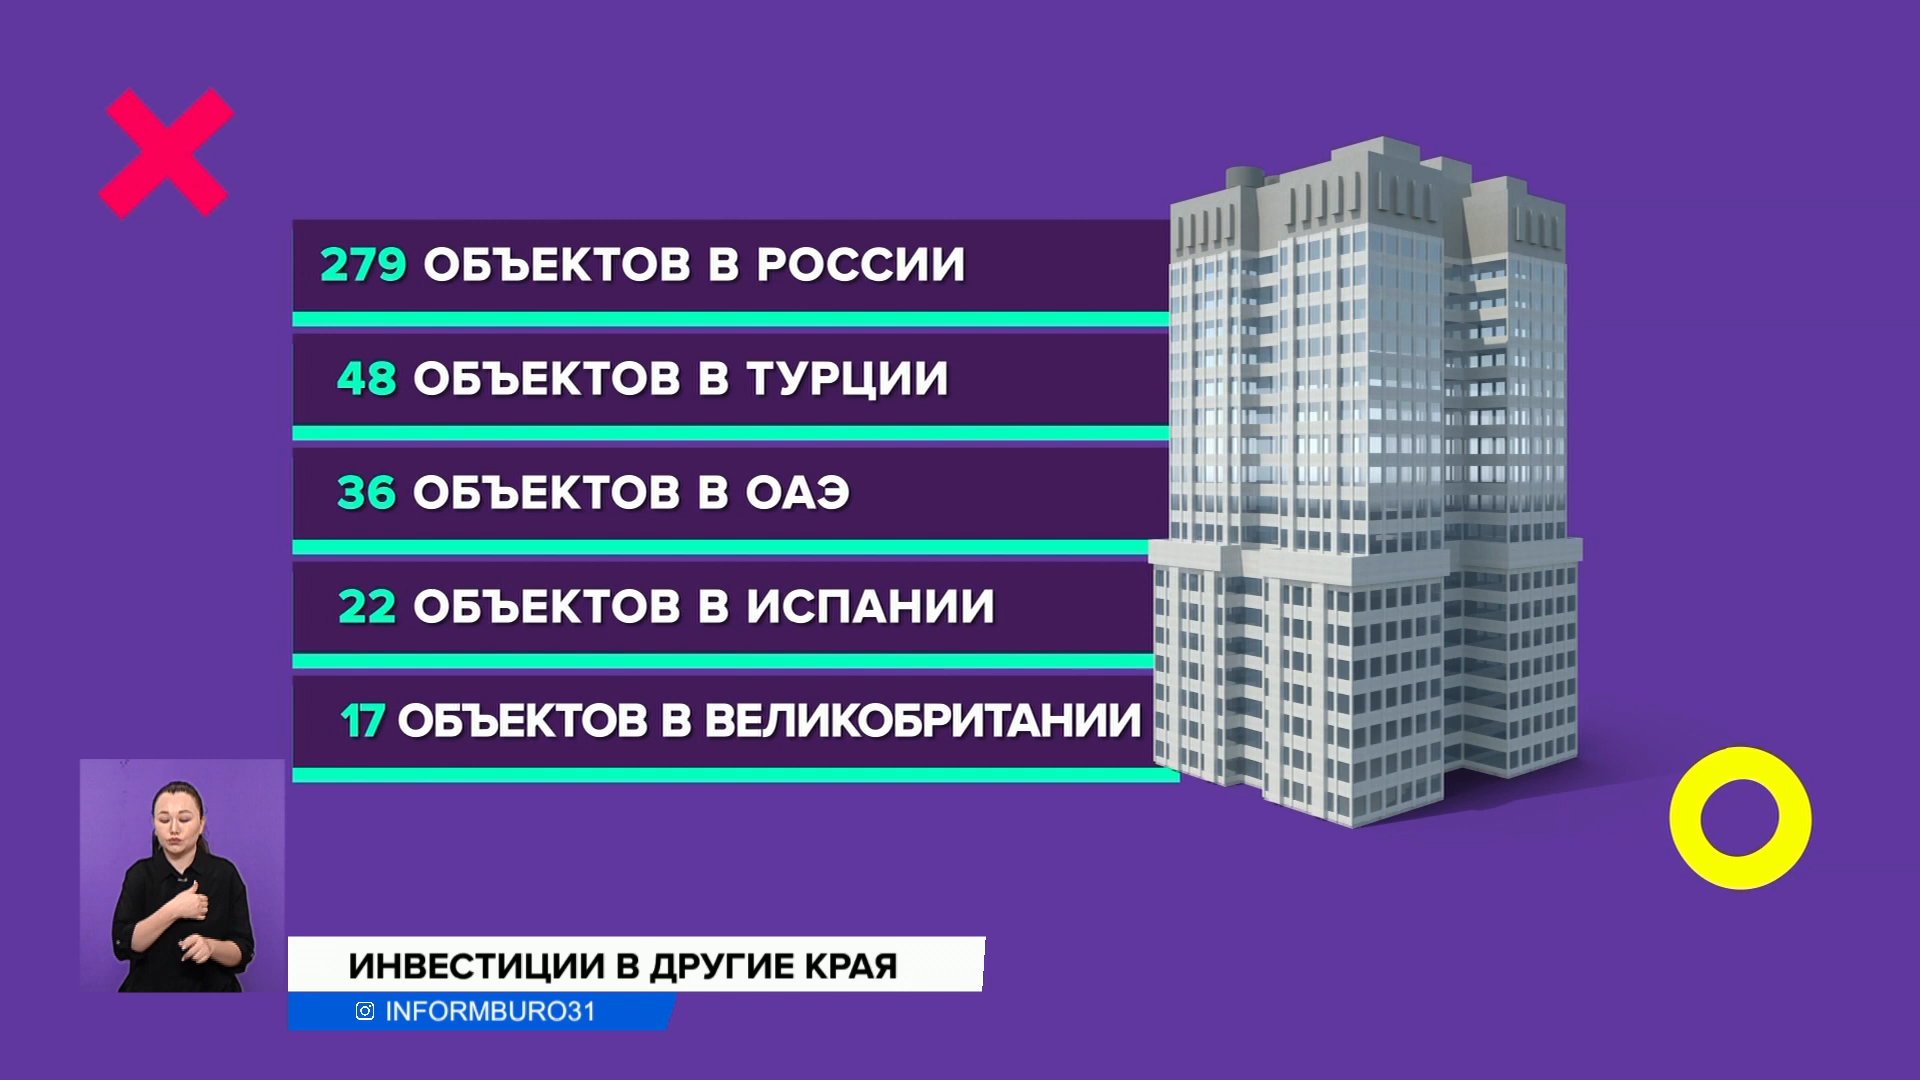 279 ОБЪЕКТОВ В РОССИИ
48 ОБЪЕКТОВ В ТУРЦИИ
36 ОБЪЕКТОВ В ОАЭ
22 ОБЪЕКТОВ В ИСПАНИИ
17 ОБЪЕКТОВ В ВЕЛИКОБРИТАНИИ
ИНВЕСТИЦИИ В ДРУГИЕ КРАЯ
INFORMBURO31